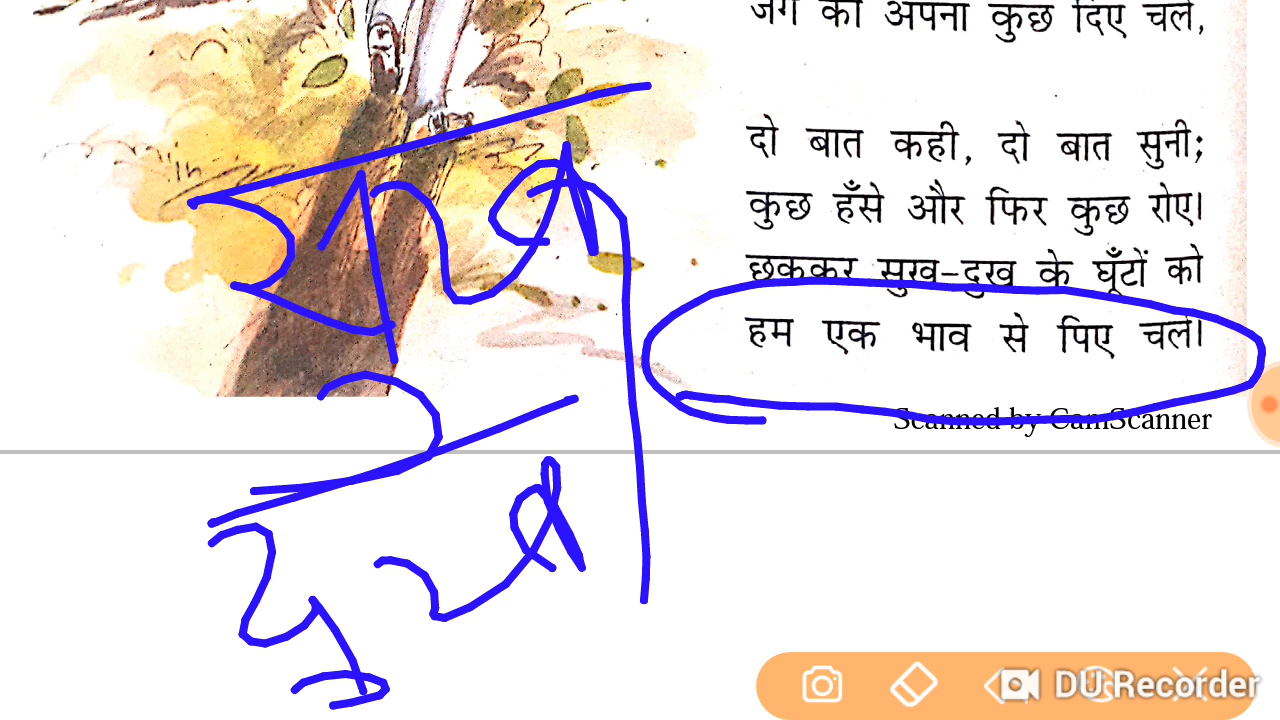 जग को अपना कुछ दिए चले,
दो बात कही, दो बात सुनी;
कुछ हँसे और फिर कुछ रोए।
छककर सुख-दुख के घूँटों को
हम एक भाव से पिए चले।
Scanned by CamScanner
DU Recorder